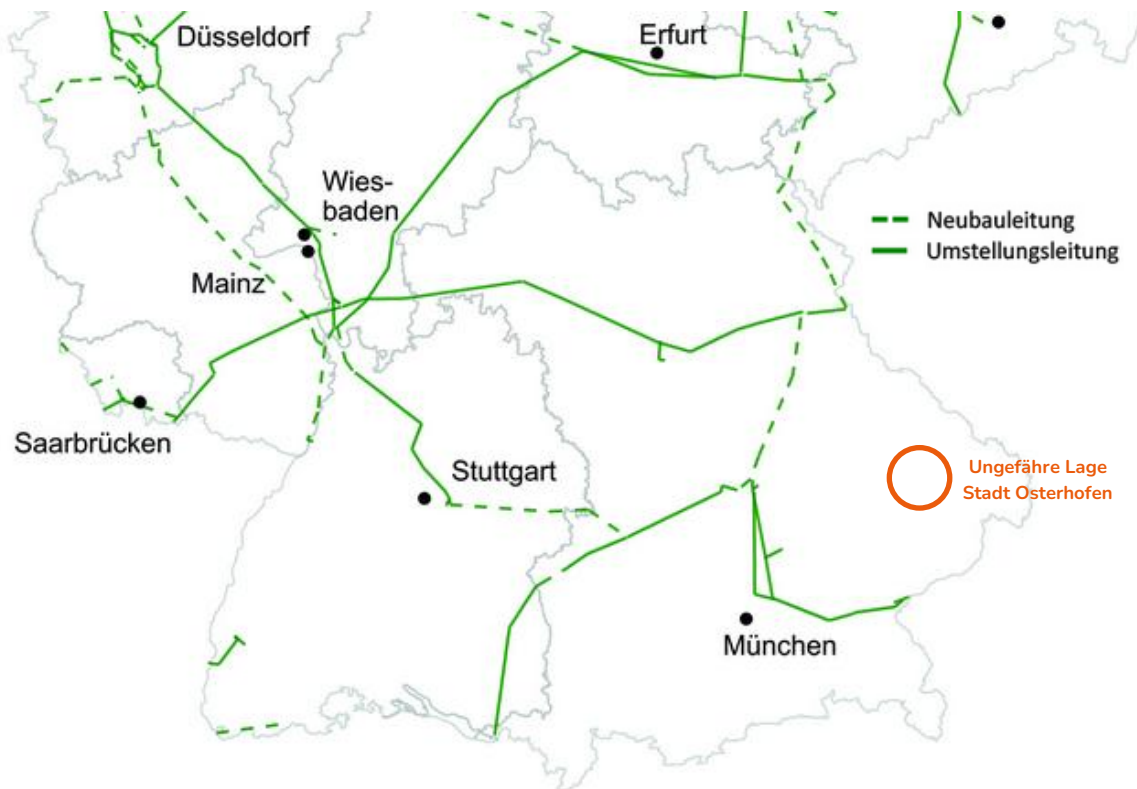 Düsseldorf
Erfurt
Wies-
baden
Neubauleitung
Umstellungsleitung
Mainz
Saarbrücken
Stuttgart
Ungefähre Lage
Stadt Osterhofen
München